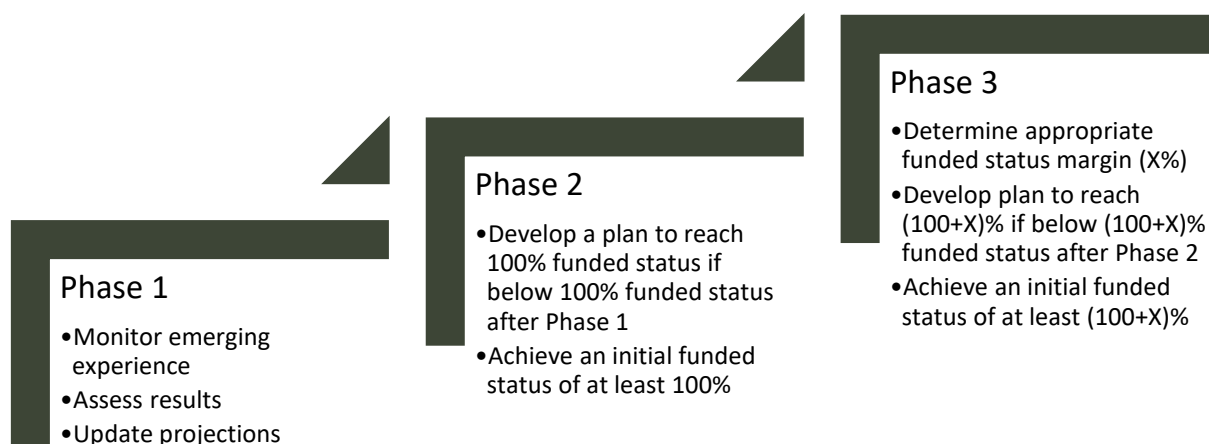 Phase 1
•Monitor emerging
experience
•Assess results
•Update projections
Phase 2
•Develop a plan to reach
100% funded status if
below 100% funded status
after Phase 1
•Achieve an initial funded
status of at least 100%
Phase 3
•Determine appropriate
funded status margin (X%)
•Develop plan to reach
(100+X)% if below (100+X)%
funded status after Phase 2
•Achieve an initial funded
status of at least (100+X)%